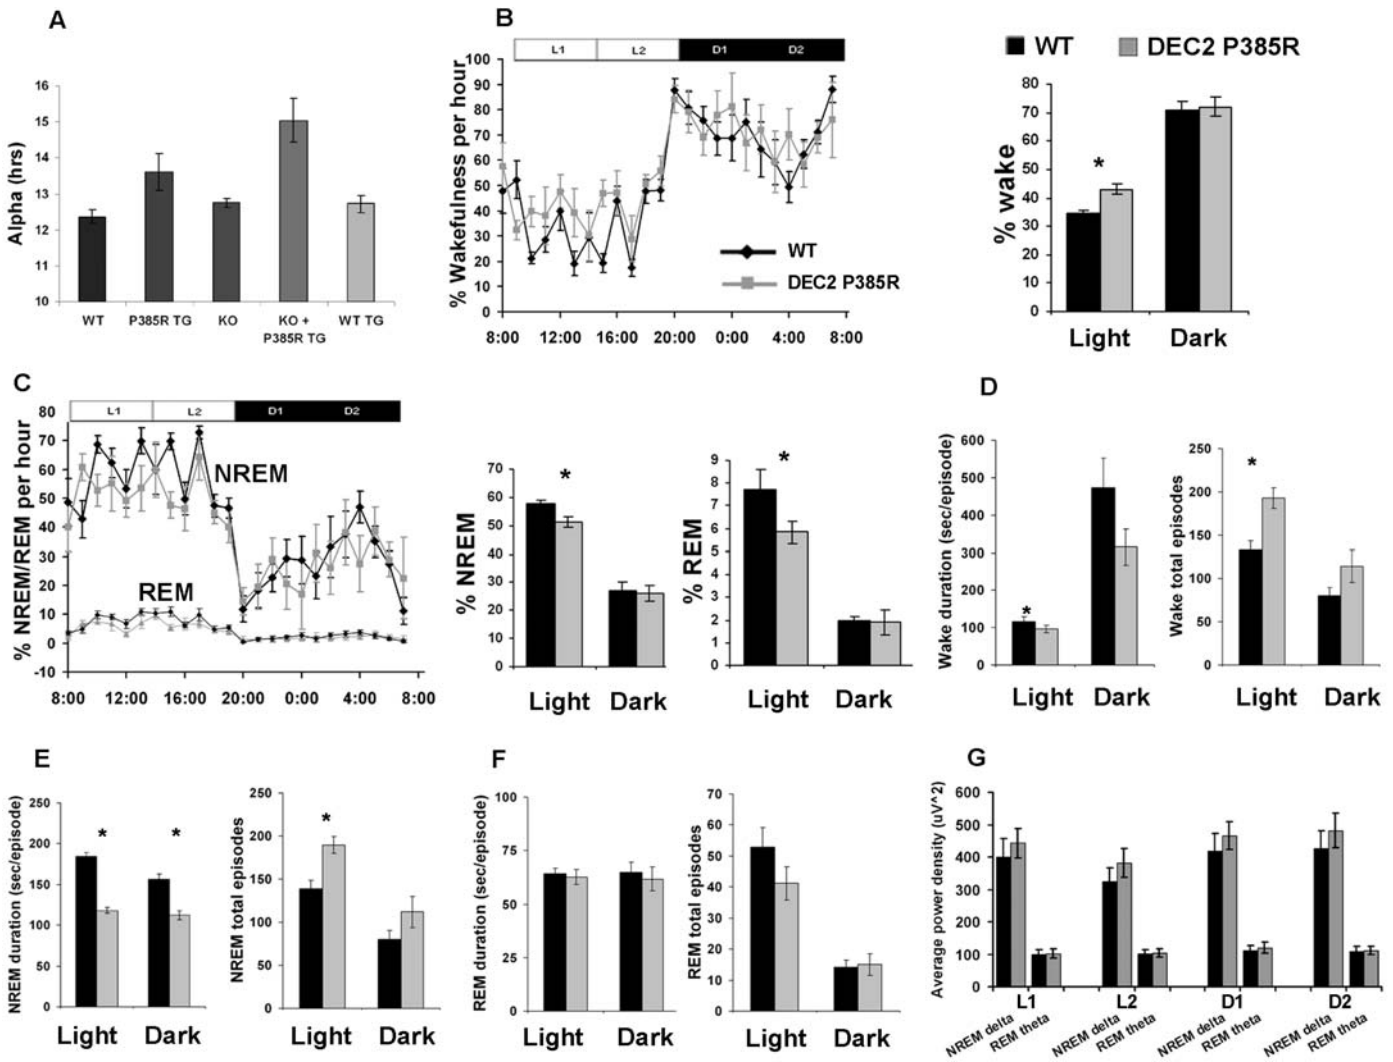 A
Alpha (hrs)
16
15
14
13
12
11
10
WT
P385R TG
KO
KO +
P385R TG
WT TG
B
L1
L2
D1
D2
% Wakefulness per hour
100
90
80
70
60
50
40
30
20
10
0
WT
DEC2 P385R
8:00
12:00
16:00
20:00
0:00
4:00
8:00
WT
DEC2 P385R
% wake
80
70
60
50
40
30
20
10
0
*
Light
Dark
C
L1
L2
D1
D2
% NREM/REM per hour
80
70
60
50
40
30
20
10
0
-10
NREM
REM
8:00
12:00
16:00
20:00
0:00
4:00
8:00
% NREM
70
60
50
40
30
20
10
0
*
Light
Dark
% REM
9
8
7
6
5
4
3
2
1
0
*
Light
Dark
D
Wake duration (sec/episode)
600
500
400
300
200
100
0
*
Light
Dark
Wake total episodes
250
200
150
100
50
0
*
Light
Dark
E
NREM duration (sec/episode)
250
200
150
100
50
0
*
*
Light
Dark
NREM total episodes
250
200
150
100
50
0
*
Light
Dark
F
REM duration (sec/episode)
100
75
50
25
0
Light
Dark
REM total episodes
70
60
50
40
30
20
10
0
Light
Dark
G
Average power density (uV^2)
600
500
400
300
200
100
0
L1
L2
D1
D2
NREM delta
REM theta
NREM delta
REM theta
NREM delta
REM theta
NREM delta
REM theta